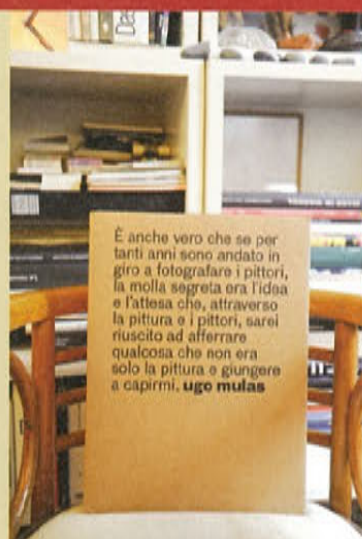 È anche vero che se per
tanti anni sono andato in
giro a fotografare i pittori,
la molla segreta era l'idea
e l'attesa che, attraverso
la pittura e i pittori, sarei
riuscito ad afferrare
qualcosa che non era
solo la pittura e giungere
a capirmi. ugo mulas